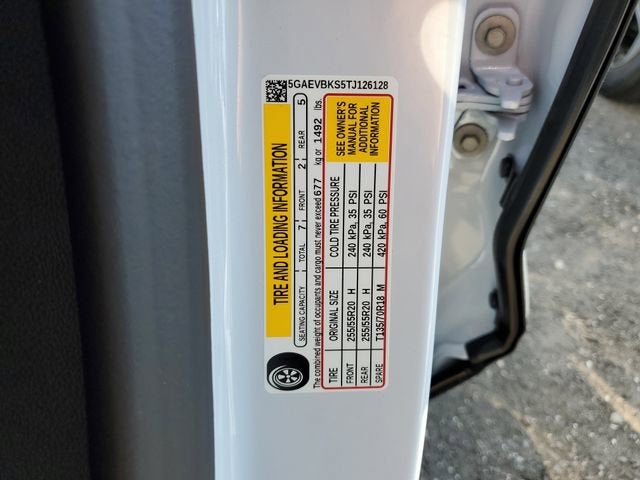 5GAEVBKS5TJ126128
TIRE AND LOADING INFORMATION
SEATING CAPACITY TOTAL 7 FRONT 2 REAR 5
The combined weight of occupants and cargo must never exceed 677 kg or 1492 lbs.
TIRE ORIGINAL SIZE COLD TIRE PRESSURE
FRONT 255/55R20 H 240 kPa, 35 PSI
REAR 255/55R20 H 240 kPa, 35 PSI
SPARE T135/70R18 M 420 kPa, 60 PSI
SEE OWNER'S
MANUAL FOR
ADDITIONAL
INFORMATION